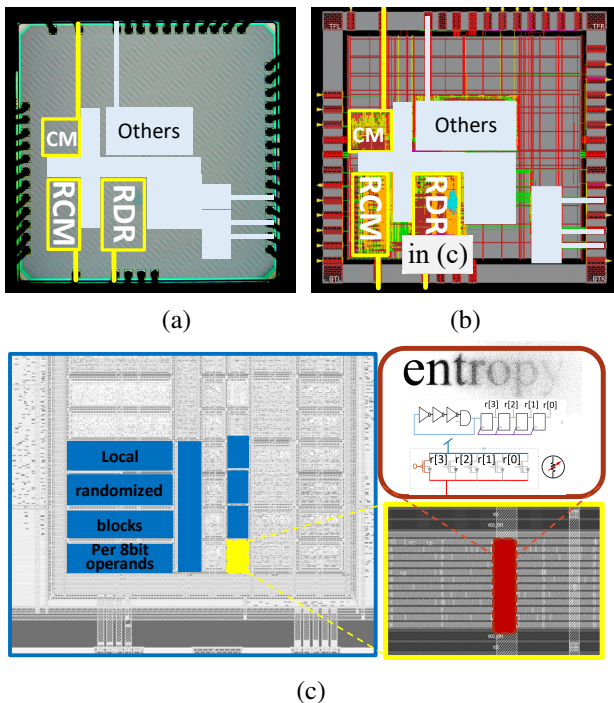 Others
CM
RCM
RDR
(a)
Others
CM
RCM
RDR
in (c)
(b)
Local
randomized
blocks
Per 8bit
operands
entropy
r[3] r[2] r[1] r[0]
r[3] r[2] r[1] r[0]
(c)